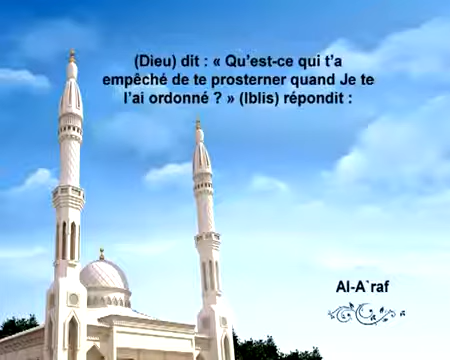 (Dieu) dit : « Qu'est-ce qui t'a
empêché de te prosterner quand Je te
l'ai ordonné ? » (Iblis) répondit :
Al-A`raf